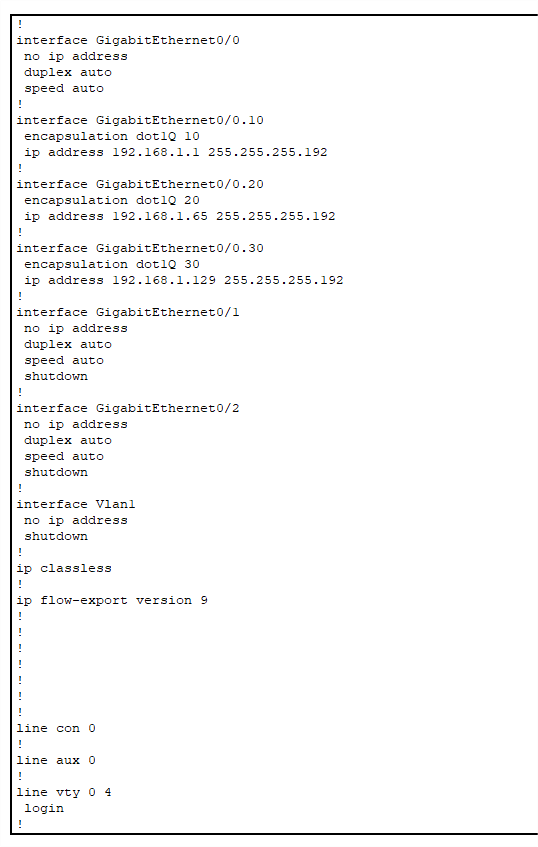 !
interface GigabitEthernet0/0
 no ip address
 duplex auto
 speed auto
!
interface GigabitEthernet0/0.10
 encapsulation dot1Q 10
 ip address 192.168.1.1 255.255.255.192
!
interface GigabitEthernet0/0.20
 encapsulation dot1Q 20
 ip address 192.168.1.65 255.255.255.192
!
interface GigabitEthernet0/0.30
 encapsulation dot1Q 30
 ip address 192.168.1.129 255.255.255.192
!
interface GigabitEthernet0/1
 no ip address
 duplex auto
 speed auto
 shutdown
!
interface GigabitEthernet0/2
 no ip address
 duplex auto
 speed auto
 shutdown
!
interface Vlan1
 no ip address
 shutdown
!
ip classless
!
ip flow-export version 9
!
!
!
!
!
!
!
line con 0
!
line aux 0
!
line vty 0 4
 login
!